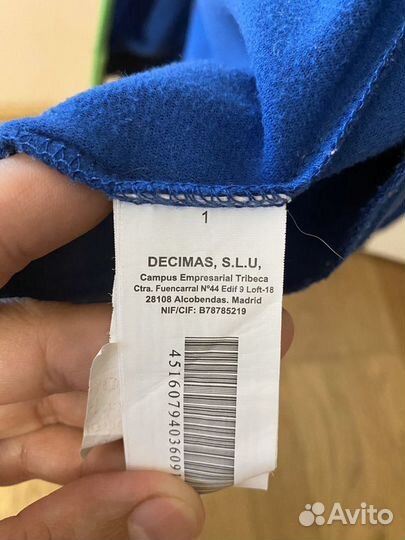 1
DECIMAS, S.L.U,
Campus Empresarial Tribeca
Ctra. Fuencarral Nº44 Edif 9 Loft-18
28108 Alcobendas. Madrid
NIF/CIF: B78785219
Avito